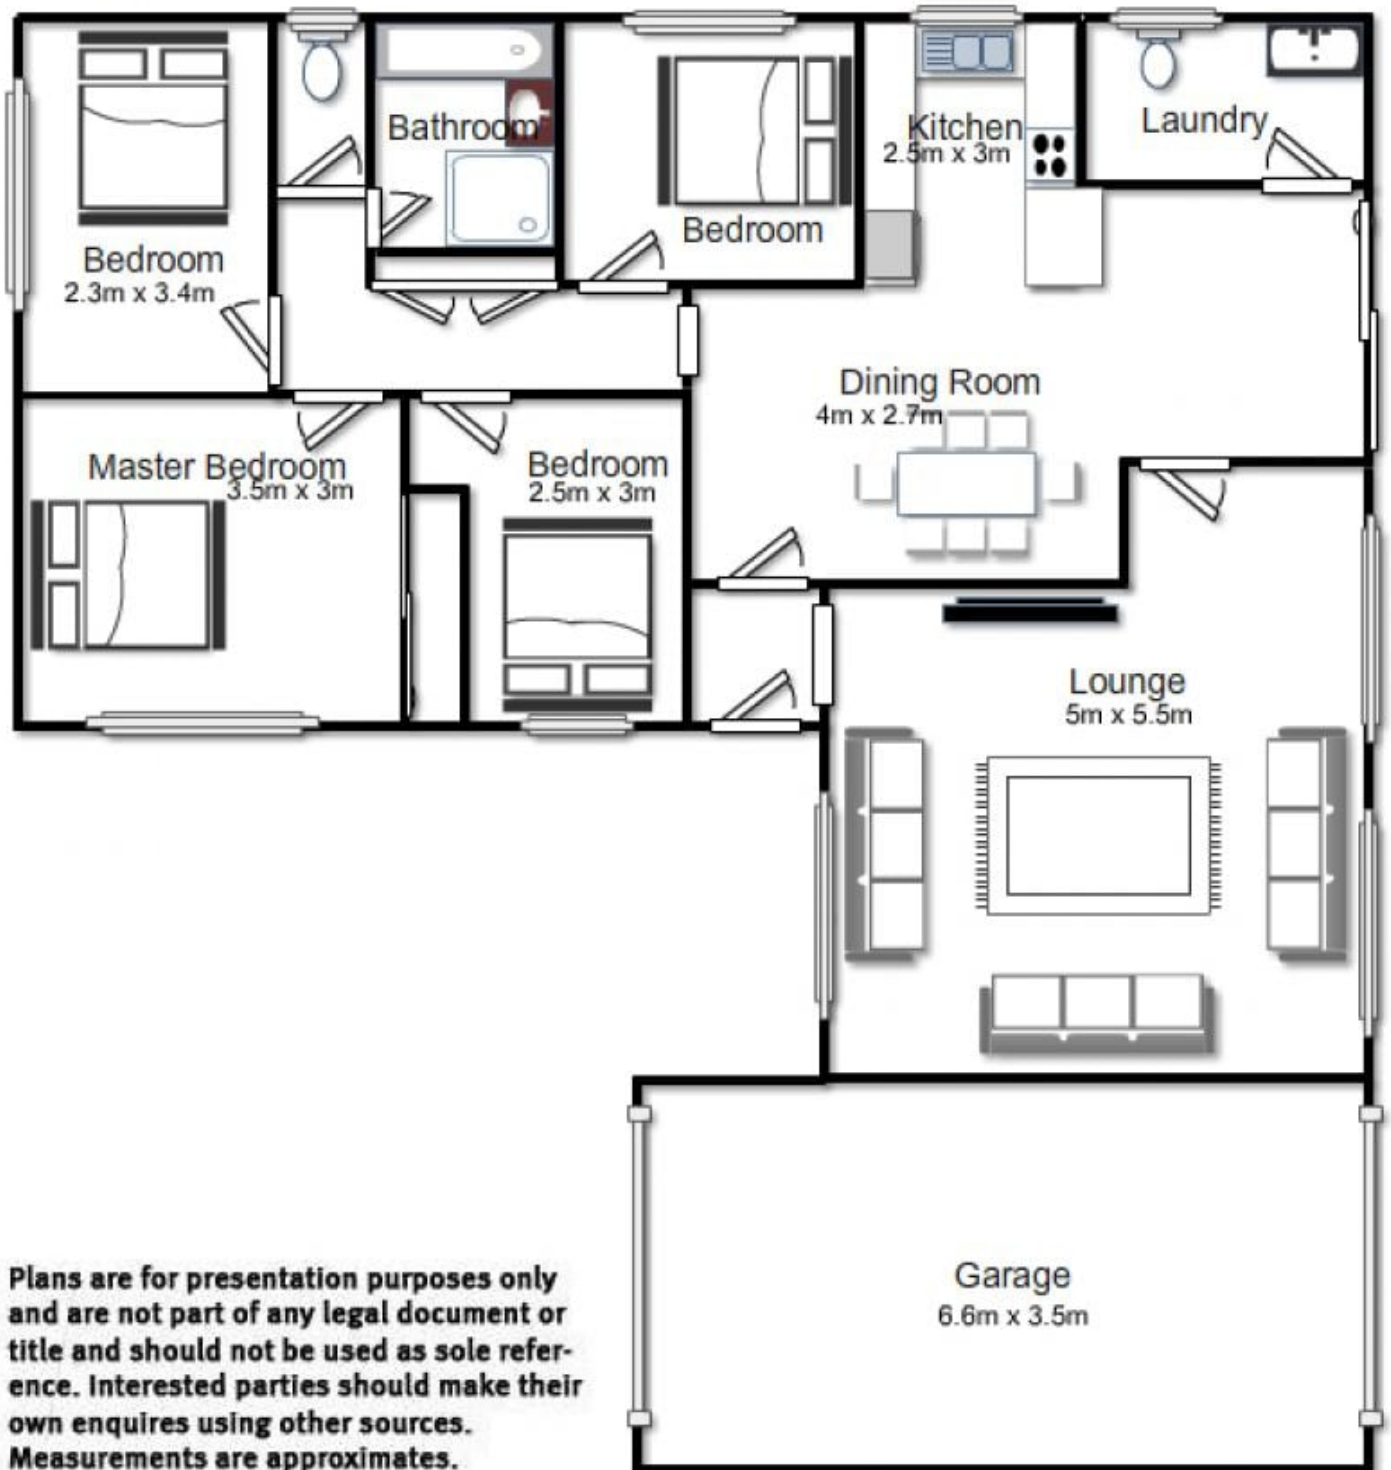 Bathroom
Kitchen
2.5m x 3m
Laundry
Bedroom
Bedroom
2.3m x 3.4m
Dining Room
4m x 2.7m
Master Bedroom
3.5m x 3m
Bedroom
2.5m x 3m
Lounge
5m x 5.5m
Garage
6.6m x 3.5m
Plans are for presentation purposes only
and are not part of any legal document or
title and should not be used as sole refer-
ence. Interested parties should make their
own enquires using other sources.
Measurements are approximates.